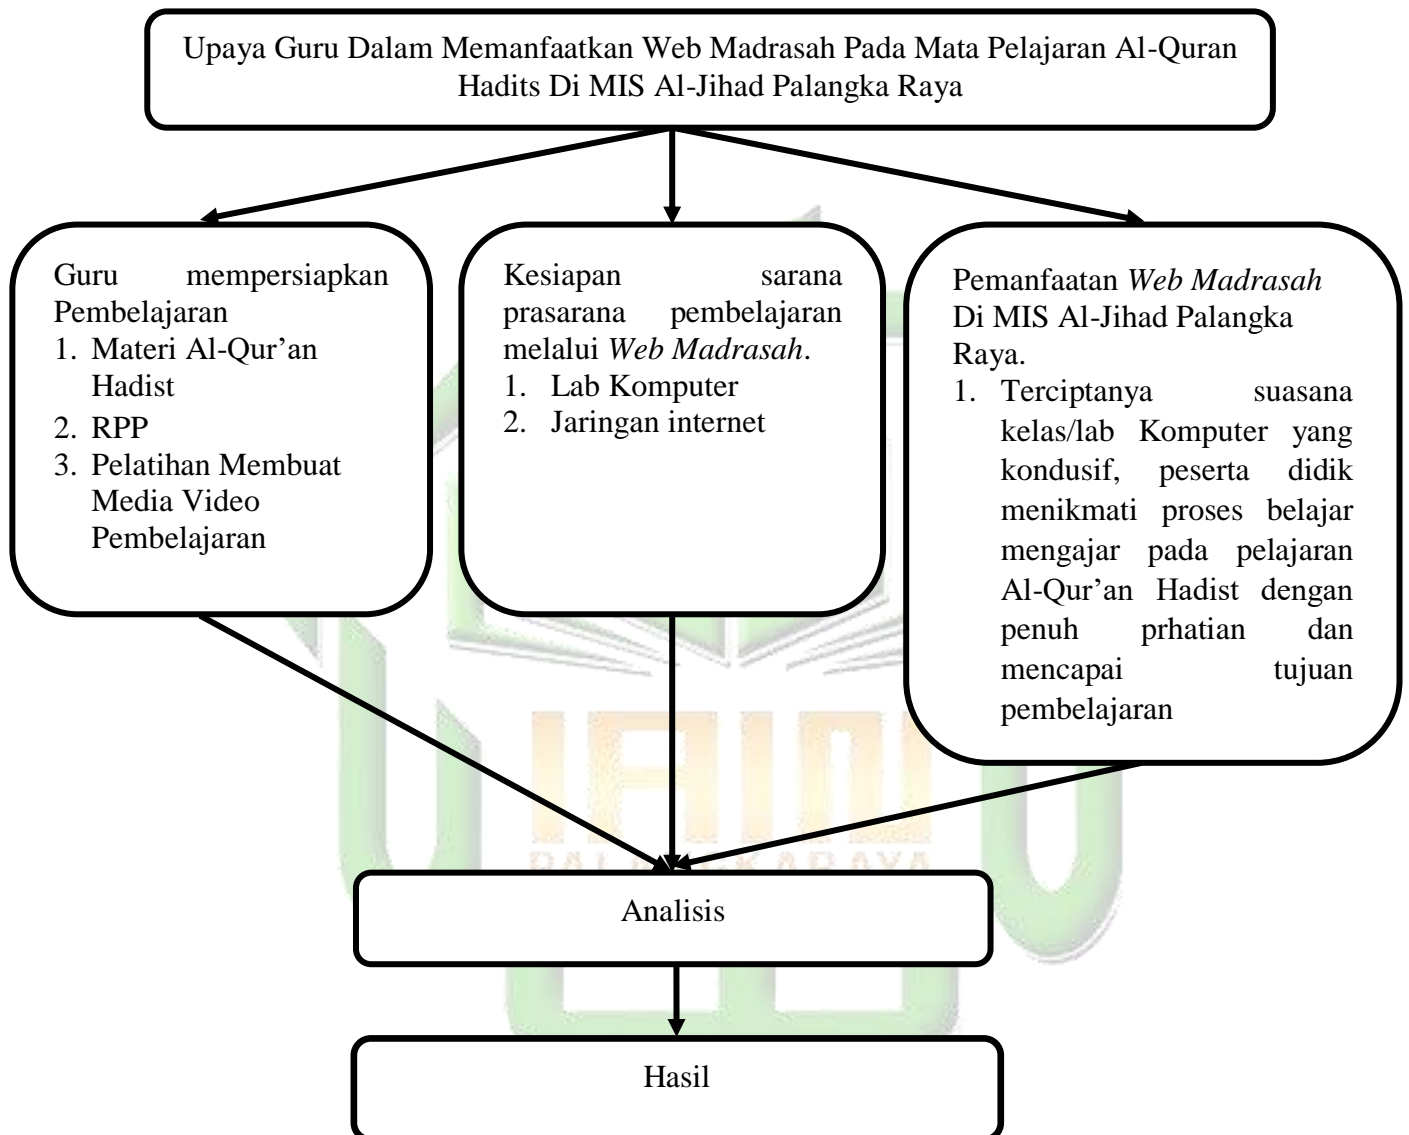 Upaya Guru Dalam Memanfaatkan Web Madrasah Pada Mata Pelajaran Al-Quran
Hadits Di MIS Al-Jihad Palangka Raya
Guru mempersiapkan
Pembelajaran
1. Materi Al-Qur’an
Hadist
2. RPP
3. Pelatihan Membuat
Media Video
Pembelajaran
Kesiapan sarana
prasarana pembelajaran
melalui Web Madrasah.
1. Lab Komputer
2. Jaringan internet
Pemanfaatan Web Madrasah
Di MIS Al-Jihad Palangka
Raya.
1. Terciptanya suasana
kelas/lab Komputer yang
kondusif, peserta didik
menikmati proses belajar
mengajar pada pelajaran
Al-Qur’an Hadist dengan
penuh prhatian dan
mencapai tujuan
pembelajaran
IAIN
Analisis
Hasil